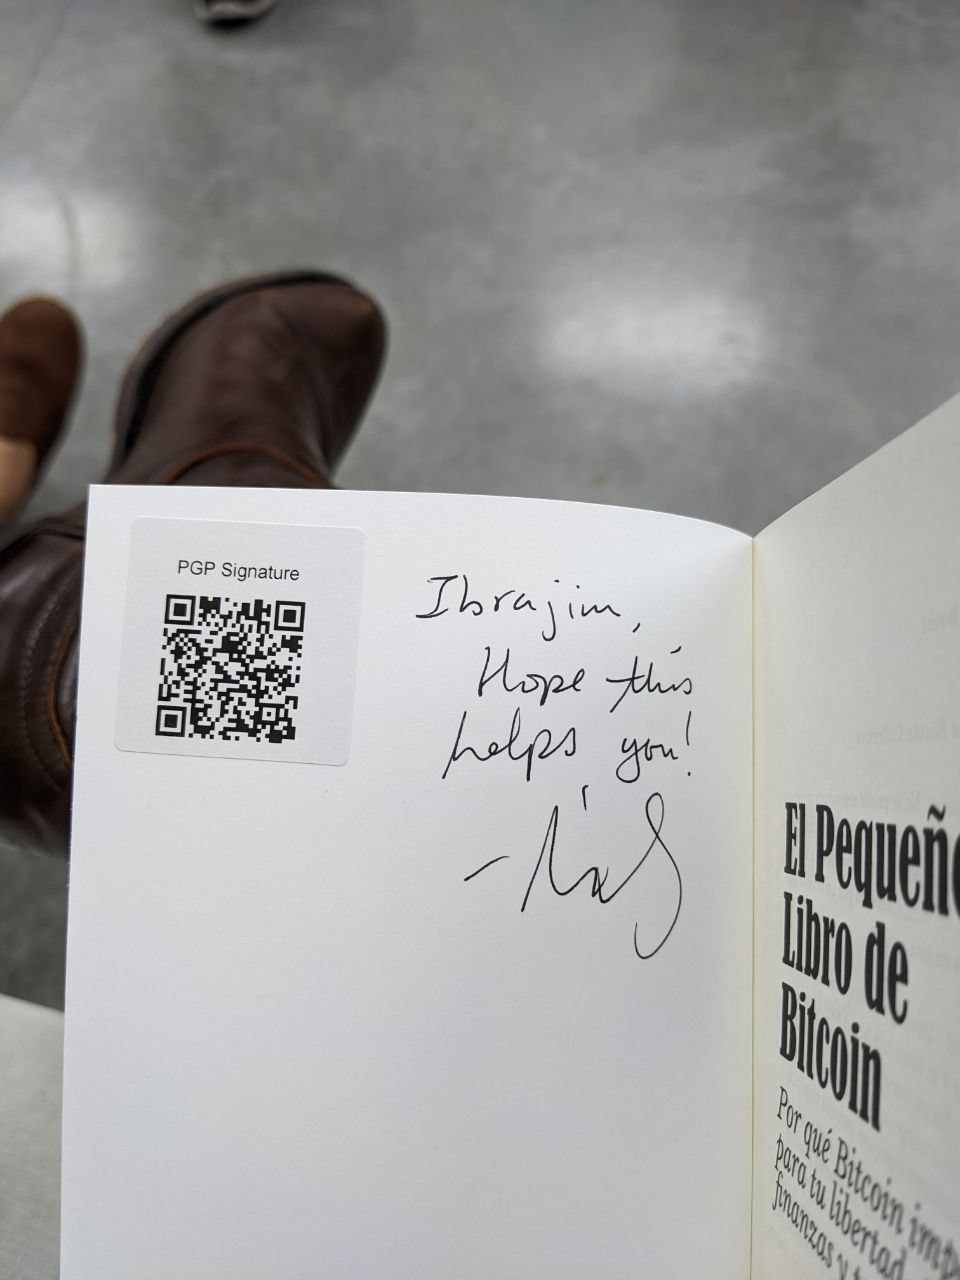 PGP Signature
Ibrajim,
Hope this
helps you!
El Pequeño
Libro de
Bitcoin
Por qué Bitcoin
para tu libertad
finanzas y